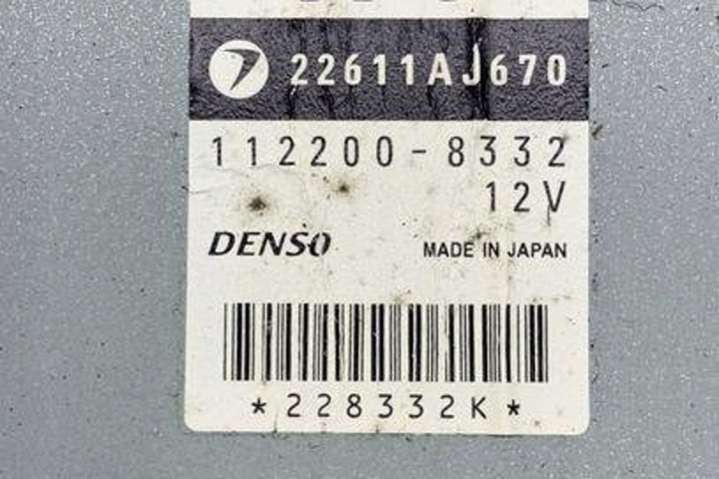 22611AJ670
112200-8332
12V
DENSO
MADE IN JAPAN
*228332K*